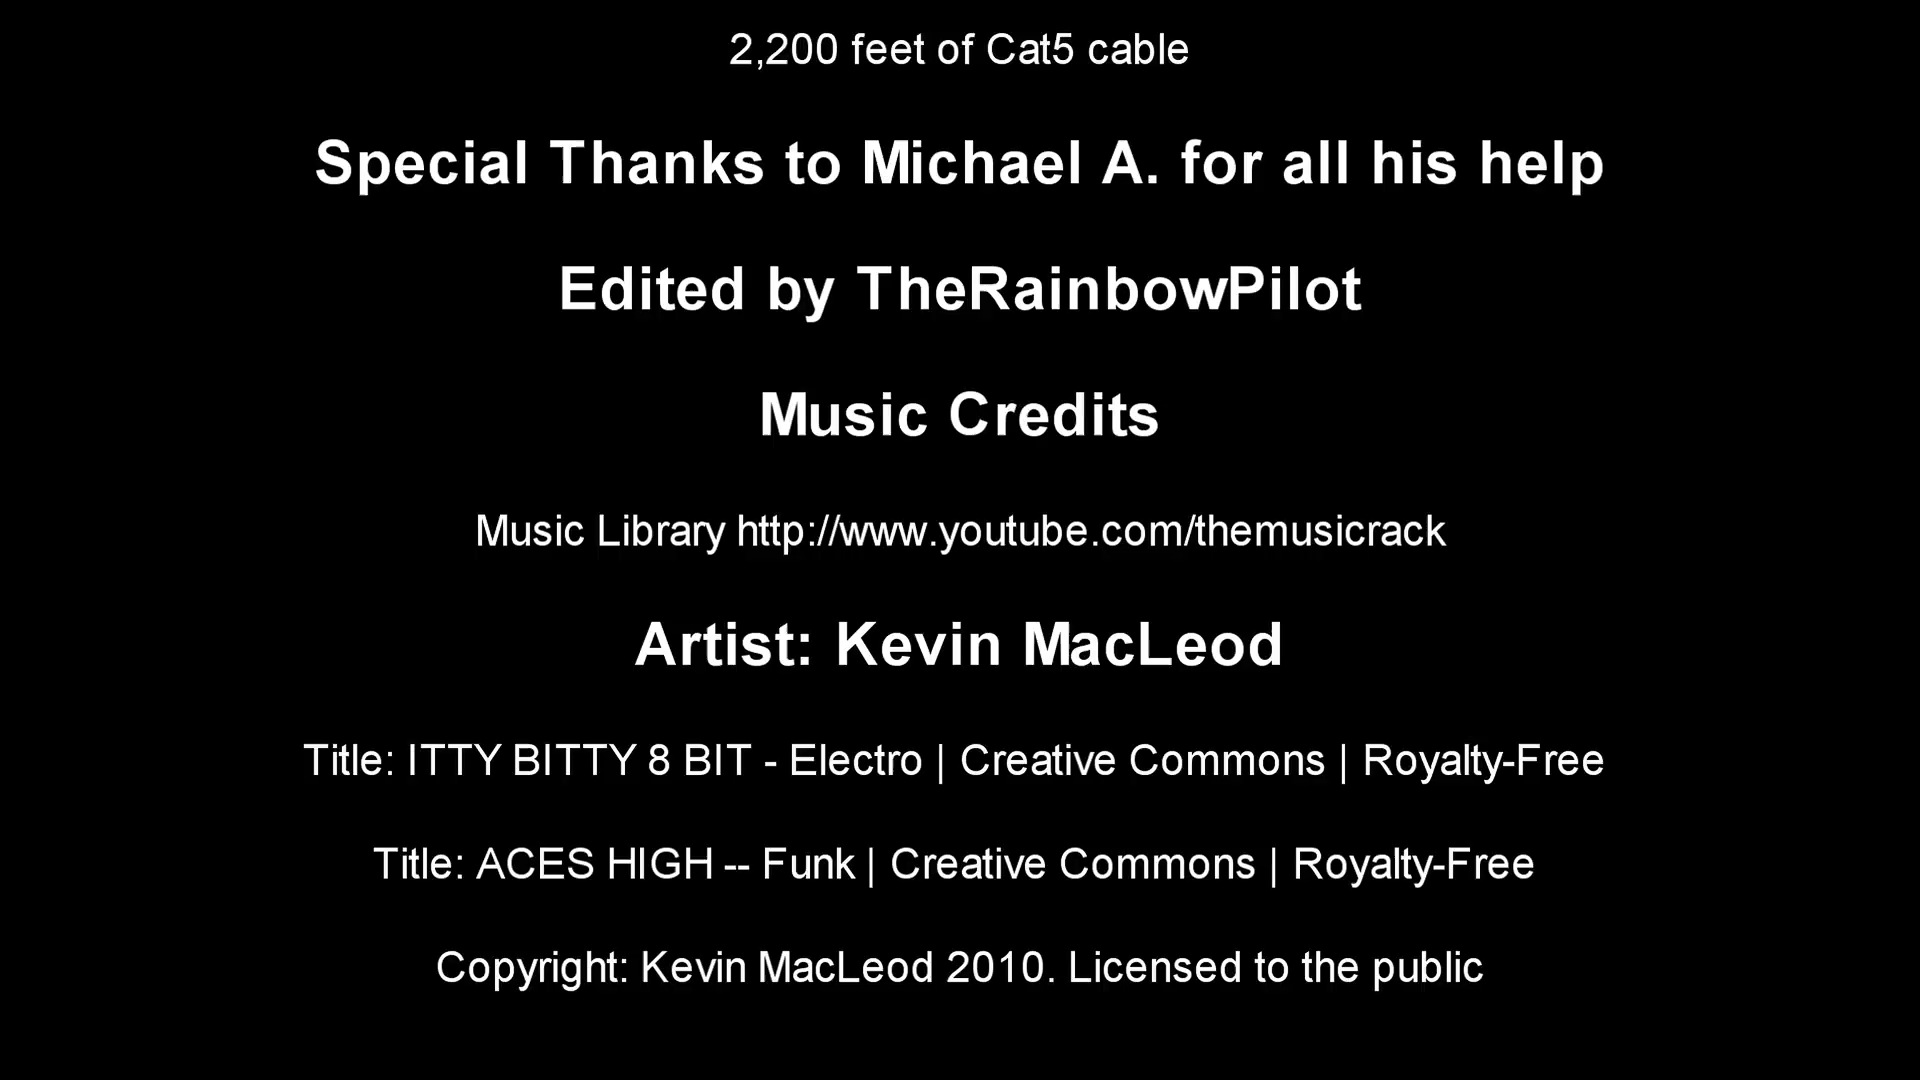 2,200 feet of Cat5 cable
Special Thanks to Michael A. for all his help
Edited by TheRainbowPilot
Music Credits
Music Library http://www.youtube.com/themusicrack
Artist: Kevin MacLeod
Title: ITTY BITTY 8 BIT - Electro | Creative Commons | Royalty-Free
Title: ACES HIGH -- Funk | Creative Commons | Royalty-Free
Copyright: Kevin MacLeod 2010. Licensed to the public